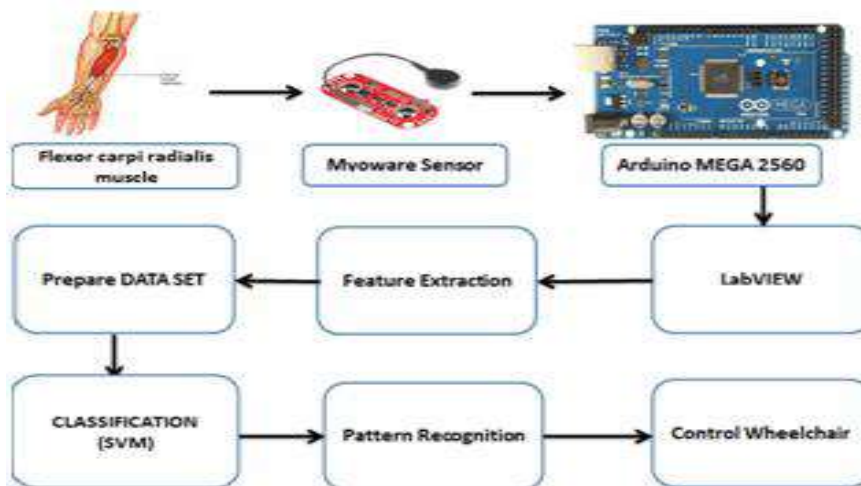 Flexor carpi radialis
muscle
Myoware Sensor
Arduino MEGA 2560
MEGA
Prepare DATA SET
Feature Extraction
LabVIEW
CLASSIFICATION
(SVM)
Pattern Recognition
Control Wheelchair